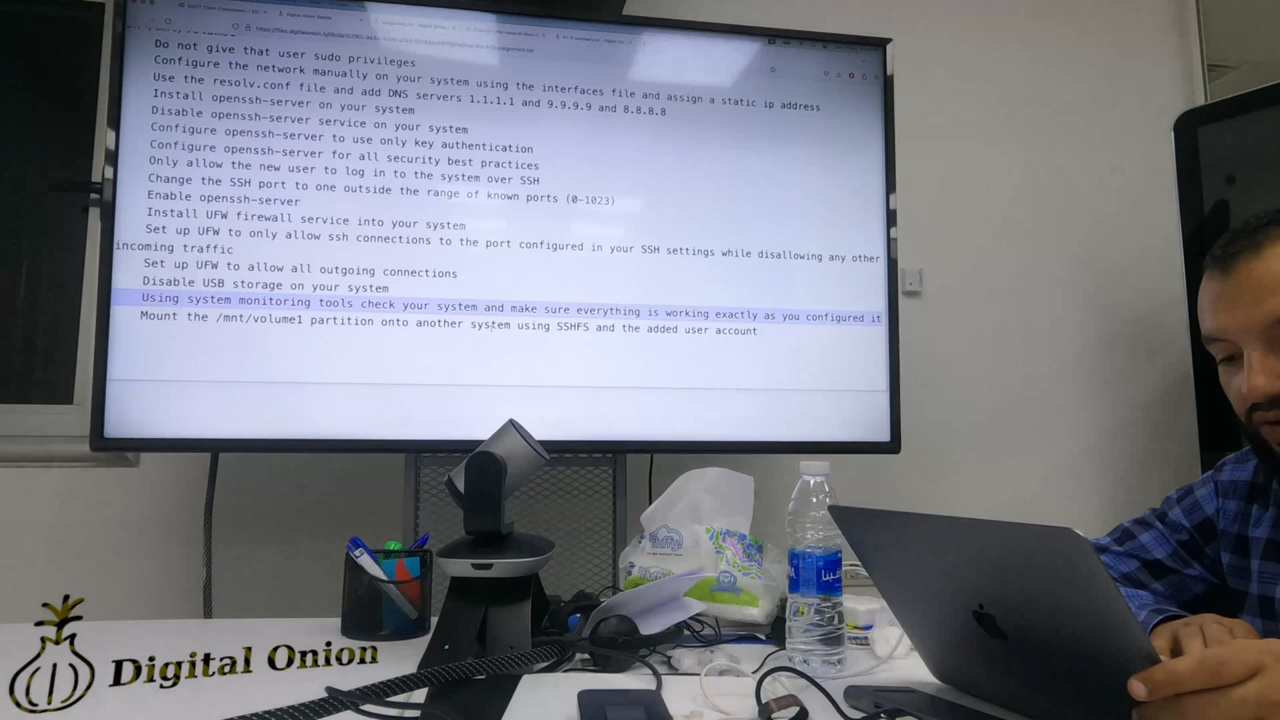 Digital Onion
Do not give that user sudo privileges
Configure the network manually on your system using the interfaces file and assign a static ip address
Use the resolv.conf file and add DNS servers 1.1.1.1 and 9.9.9.9 and 8.8.8.8
Install openssh-server on your system
Disable openssh-server service on your system
Configure openssh-server to use only key authentication
Configure openssh-server for all security best practices
Only allow the new user to log in to the system over SSH
Change the SSH port to one outside the range of known ports (0-1023)
Enable openssh-server
Install UFW firewall service into your system
Set up UFW to only allow ssh connections to the port configured in your SSH settings while disallowing any other
incoming traffic
Set up UFW to allow all outgoing connections
Disable USB storage on your system
Using system monitoring tools check your system and make sure everything is working exactly as you configured it
Mount the /mnt/volume1 partition onto another system using SSHFS and the added user account
fluffy
Digital Onion